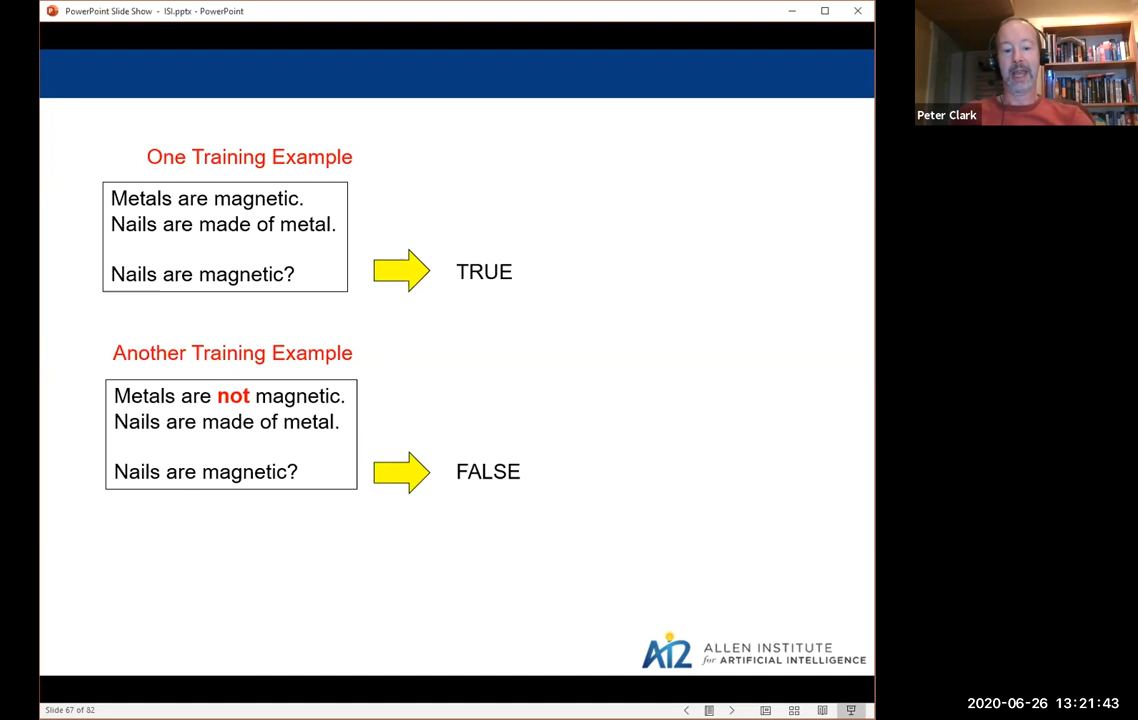 PowerPoint Slide Show - ISI.pptx - PowerPoint
Peter Clark
One Training Example
Metals are magnetic.
Nails are made of metal.
Nails are magnetic?
TRUE
Another Training Example
Metals are not magnetic.
Nails are made of metal.
Nails are magnetic?
FALSE
AI2
ALLEN INSTITUTE
for ARTIFICIAL INTELLIGENCE
Slide 67 of 82
2020-06-26 13:21:43